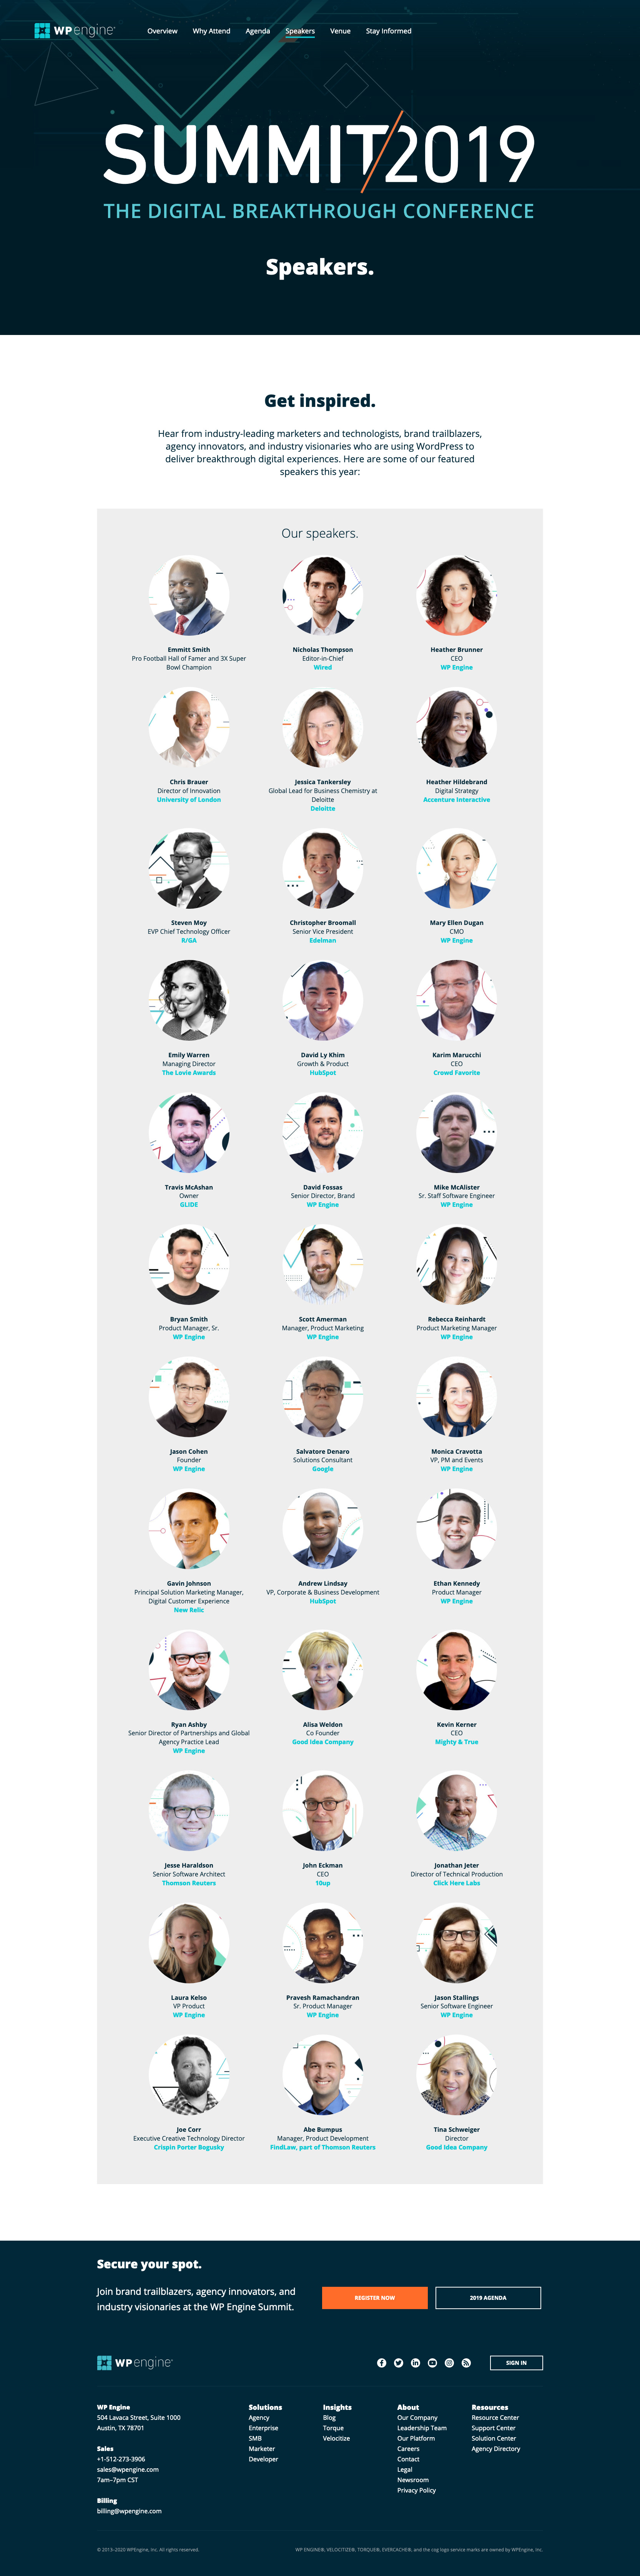 WPengine®
Overview
Why Attend
Agenda
Speakers
Venue
Stay Informed
SUMMIT/2019
THE DIGITAL BREAKTHROUGH CONFERENCE
Speakers.
Get inspired.
Hear from industry-leading marketers and technologists, brand trailblazers,
agency innovators, and industry visionaries who are using WordPress to
deliver breakthrough digital experiences. Here are some of our featured
speakers this year:
Our speakers.
Emmitt Smith
Pro Football Hall of Famer and 3X Super
Bowl Champion
Nicholas Thompson
Editor-in-Chief
Wired
Heather Brunner
CEO
WP Engine
Chris Brauer
Director of Innovation
University of London
Jessica Tankersley
Global Lead for Business Chemistry at
Deloitte
Deloitte
Heather Hildebrand
Digital Strategy
Accenture Interactive
Steven Moy
EVP Chief Technology Officer
R/GA
Christopher Broomall
Senior Vice President
Edelman
Mary Ellen Dugan
CMO
WP Engine
Emily Warren
Managing Director
The Lovie Awards
David Ly Khim
Growth & Product
HubSpot
Karim Marucchi
CEO
Crowd Favorite
Travis McAshan
Owner
GLIDE
David Fossas
Senior Director, Brand
WP Engine
Mike McAlister
Sr. Staff Software Engineer
WP Engine
Bryan Smith
Product Manager, Sr.
WP Engine
Scott Amerman
Manager, Product Marketing
WP Engine
Rebecca Reinhardt
Product Marketing Manager
WP Engine
Jason Cohen
Founder
WP Engine
Salvatore Denaro
Solutions Consultant
Google
Monica Cravotta
VP, PM and Events
WP Engine
Gavin Johnson
Principal Solution Marketing Manager,
Digital Customer Experience
New Relic
Andrew Lindsay
VP, Corporate & Business Development
HubSpot
Ethan Kennedy
Product Manager
WP Engine
Ryan Ashby
Senior Director of Partnerships and Global
Agency Practice Lead
WP Engine
Alisa Weldon
Co Founder
Good Idea Company
Kevin Kerner
CEO
Mighty & True
Jesse Haraldson
Senior Software Architect
Thomson Reuters
John Eckman
CEO
10up
Jonathan Jeter
Director of Technical Production
Click Here Labs
Laura Kelso
VP Product
WP Engine
Pravesh Ramachandran
Sr. Product Manager
WP Engine
Jason Stallings
Senior Software Engineer
WP Engine
Joe Corr
Executive Creative Technology Director
Crispin Porter Bogusky
Abe Bumpus
Manager, Product Development
FindLaw, part of Thomson Reuters
Tina Schweiger
Director
Good Idea Company
Secure your spot.
Join brand trailblazers, agency innovators, and
industry visionaries at the WP Engine Summit.
REGISTER NOW
2019 AGENDA
WPengine®
SIGN IN
WP Engine
504 Lavaca Street, Suite 1000
Austin, TX 78701
Sales
+1-512-273-3906
sales@wpengine.com
7am–7pm CST
Billing
billing@wpengine.com
Solutions
Agency
Enterprise
SMB
Marketer
Developer
Insights
Blog
Torque
Velocitize
About
Our Company
Leadership Team
Our Platform
Careers
Contact
Legal
Newsroom
Privacy Policy
Resources
Resource Center
Support Center
Solution Center
Agency Directory
© 2013–2020 WPEngine, Inc. All rights reserved.
WP ENGINE®, VELOCITIZE®, TORQUE®, EVERCACHE®, and the cog logo service marks are owned by WPEngine, Inc.